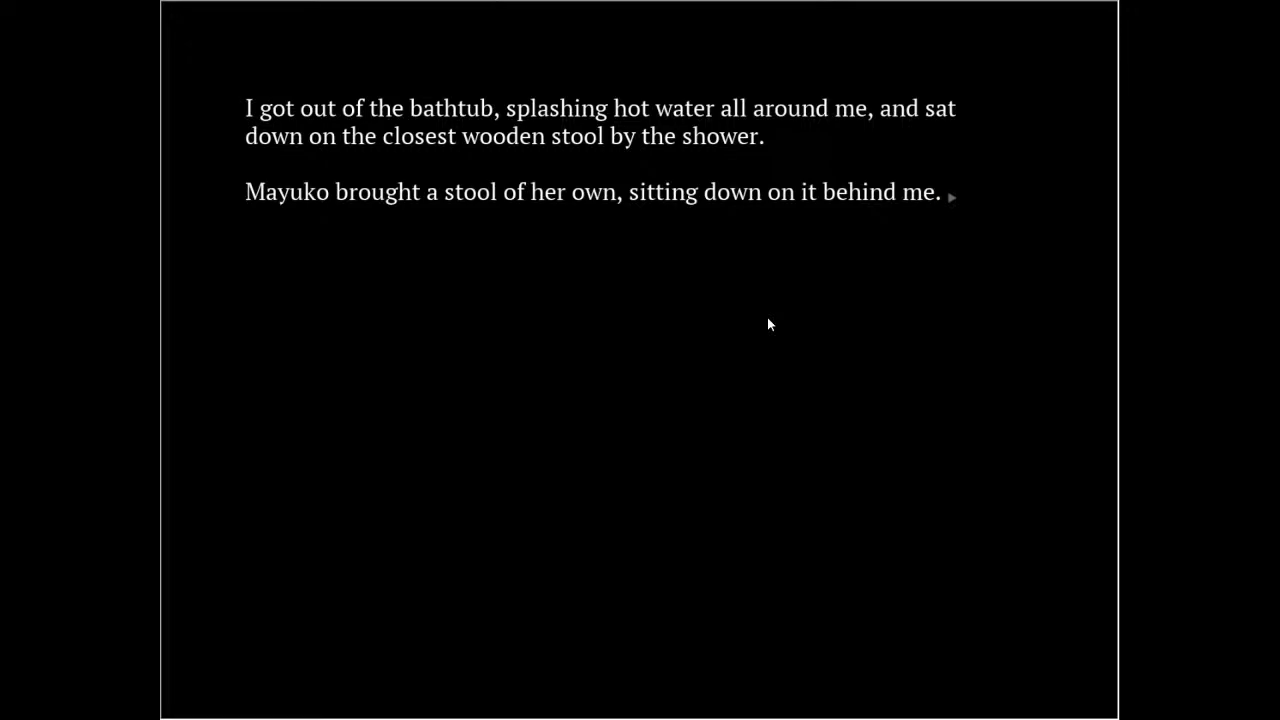 I got out of the bathtub, splashing hot water all around me, and sat
down on the closest wooden stool by the shower.
Mayuko brought a stool of her own, sitting down on it behind me.